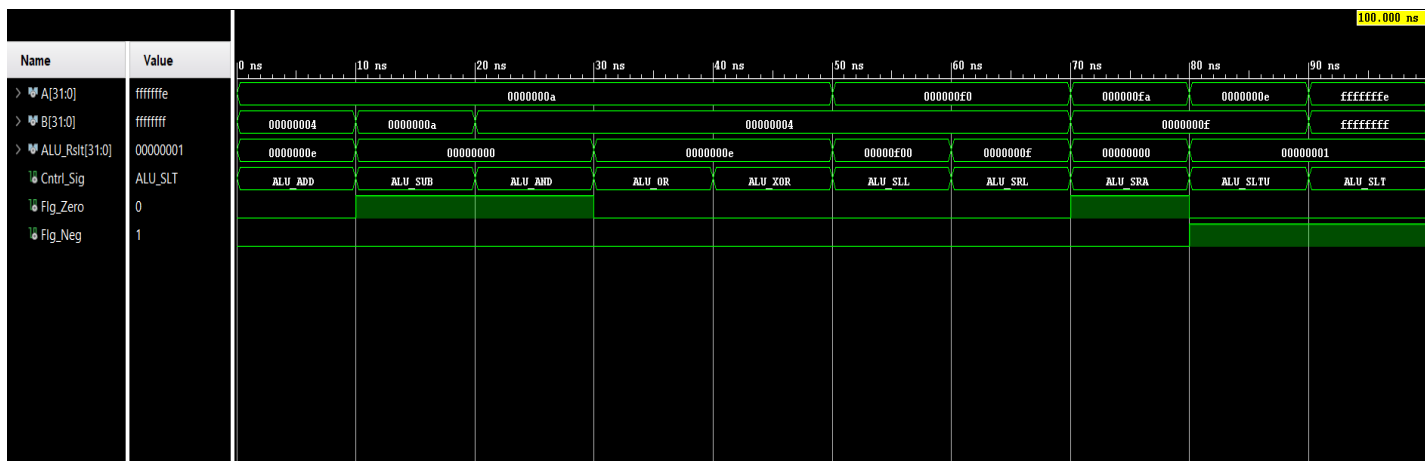 100.000 ns
Name Value 0 ns 10 ns 20 ns 30 ns 40 ns 50 ns 60 ns 70 ns 80 ns 90 ns
A[31:0] fffffffe 0000000a 000000f0 000000fa 0000000e fffffffe
B[31:0] ffffffff 00000004 0000000a 00000004 0000000f ffffffff
ALU_Rslt[31:0] 00000001 0000000e 00000000 0000000e 00000f00 0000000f 00000000 00000001
Cntrl_Sig ALU_SLT ALU_ADD ALU_SUB ALU_AND ALU_OR ALU_XOR ALU_SLL ALU_SRL ALU_SRA ALU_SLTU ALU_SLT
Flg_Zero 0
Flg_Neg 1